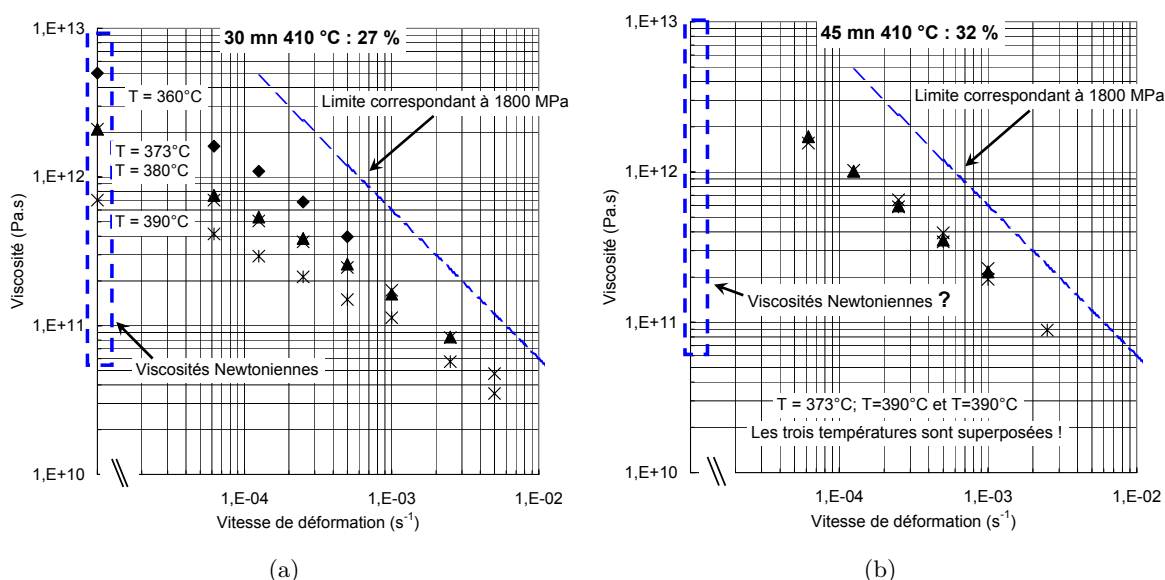 1,E+13
30 mn 410 °C : 27 %
T = 360°C
Limite correspondant à 1800 MPa
T = 373°C
1,E+12
T = 380°C
T = 390°C
Viscosité (Pa.s)
1,E+11
Viscosités Newtoniennes
1,E+10
1,E-04
1,E-03
1,E-02
Vitesse de déformation (s-1)
(a)
1,E+13
45 mn 410 °C : 32 %
Limite correspondant à 1800 MPa
1,E+12
Viscosité (Pa.s)
Viscosités Newtoniennes ?
1,E+11
T = 373°C; T=390°C et T=390°C
Les trois températures sont superposées !
1,E+10
1,E-04
1,E-03
1,E-02
Vitesse de déformation (s-1)
(b)